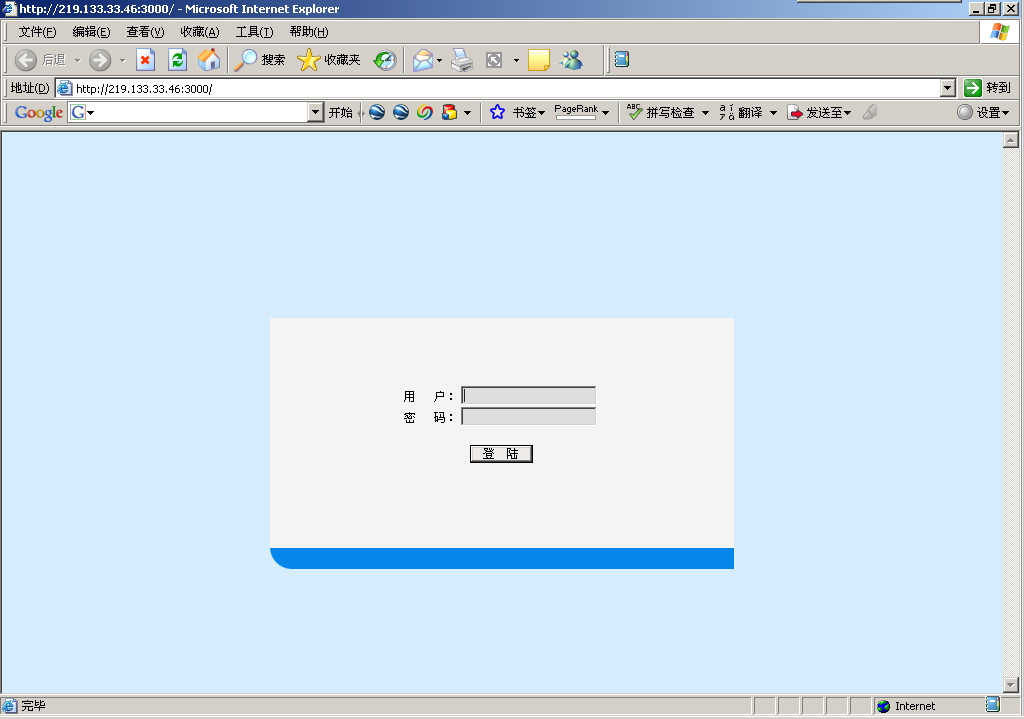 http://219.133.33.46:3000/ - Microsoft Internet Explorer
文件(F) 编辑(E) 查看(V) 收藏(A) 工具(T) 帮助(H)
后退 搜索 收藏夹
地址(D) http://219.133.33.46:3000/ 转到
Google G 开始 书签 PageRank ABC 拼写检查 翻译 发送至 设置
用 户：
密 码：
登 陆
完毕 Internet